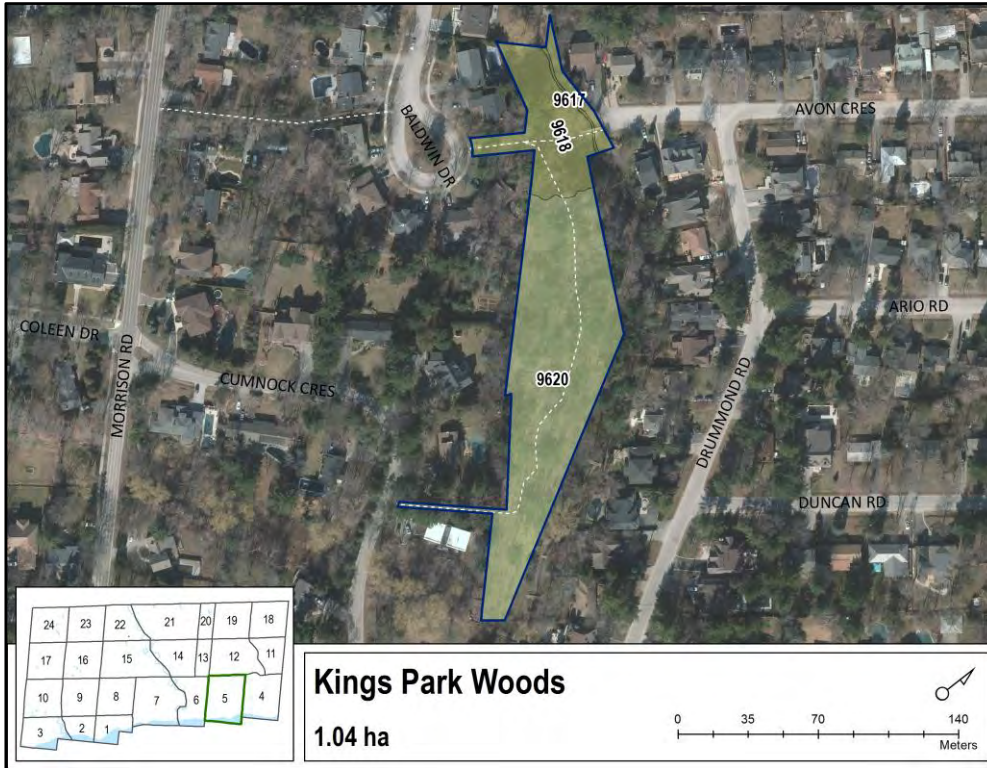 9617
9618
AVON CRES
BALDWIN DR
ARIO RD
COLEEN DR
MORRISON RD
CUMNOCK CRES
9620
DRUMMOND RD
DUNCAN RD
24 23 22 21 20 19 18
17 16 15 14 13 12 11
10 9 8 7 6 5 4
3 2 1
Kings Park Woods
1.04 ha
0 35 70 140
Meters